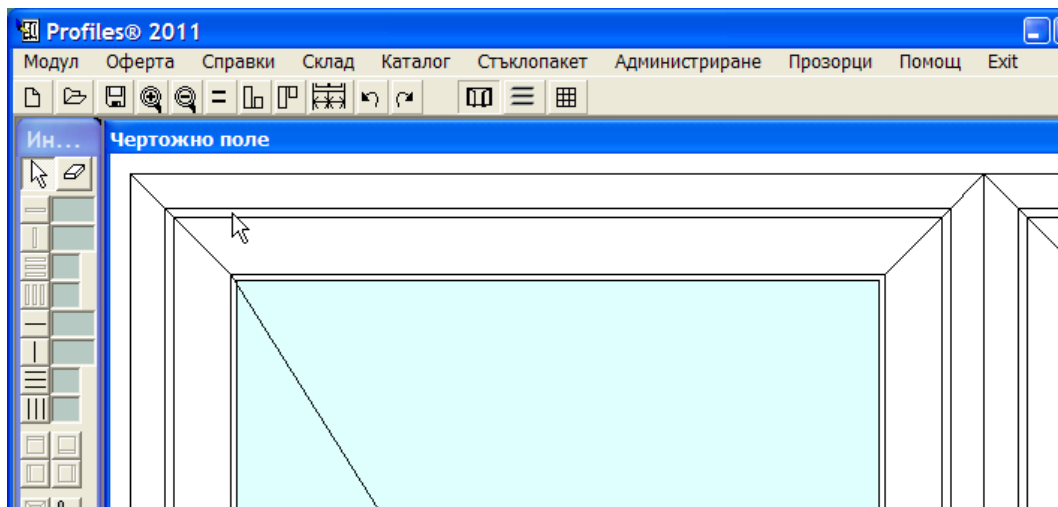 Profiles® 2011
Модул Оферта Справки Склад Каталог Стъклопакет Администриране Прозорци Помощ Exit
Ин...
Чертожно поле